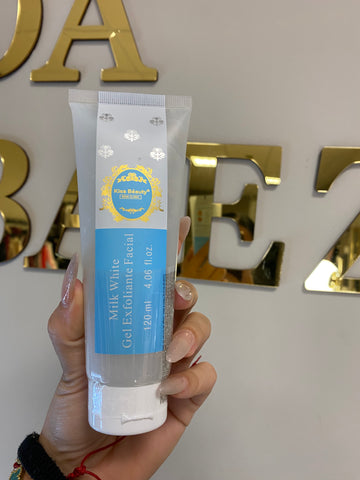 DA
BAEZ
Kiss Beauty®
Milk White
Gel Exfoliante Facial
120 ml 4.06 fl oz.